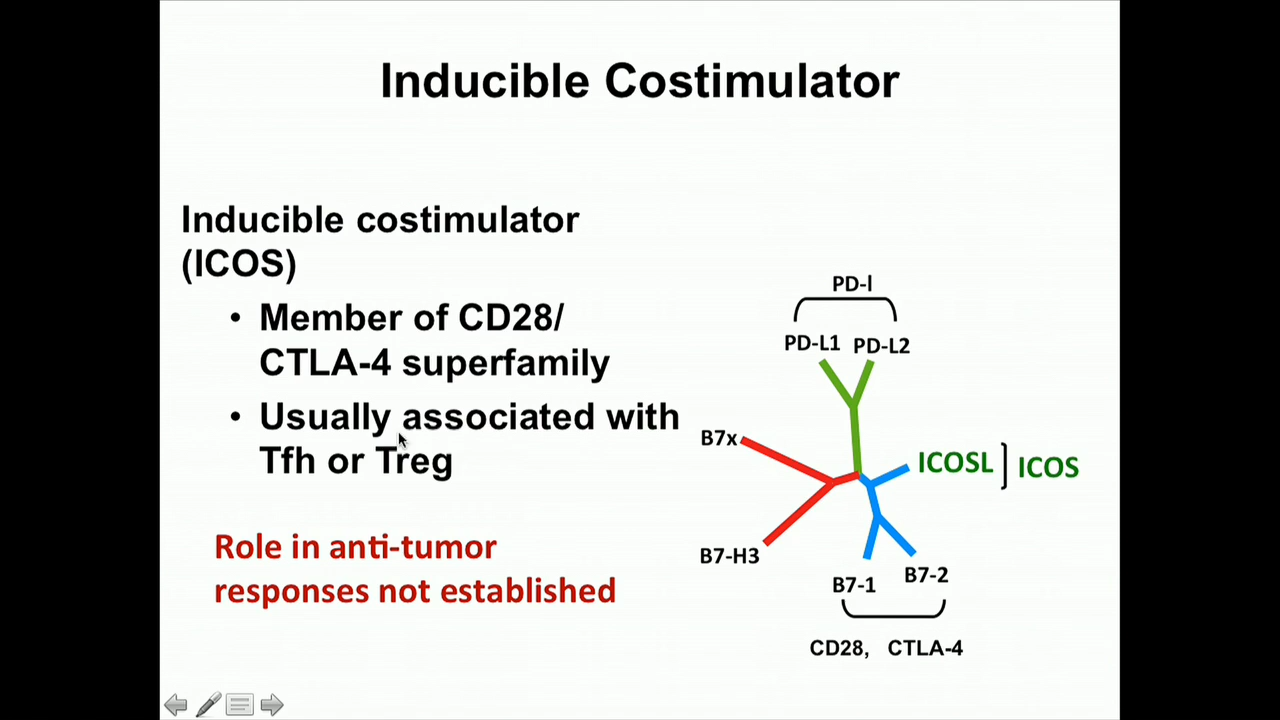 Inducible Costimulator
Inducible costimulator
(ICOS)
• Member of CD28/
CTLA-4 superfamily
• Usually associated with
Tfh or Treg
Role in anti-tumor
responses not established
PD-l
PD-L1 PD-L2
B7x
ICOSL ICOS
B7-H3
B7-1 B7-2
CD28, CTLA-4